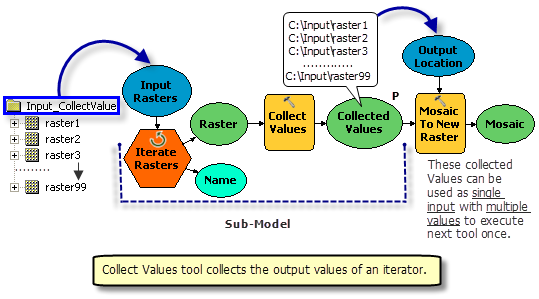 C:\Input\raster1
C:\Input\raster2
C:\Input\raster3
..............
C:\Input\raster99
Input_CollectValue
raster1
raster2
raster3
..........
raster99
Input
Rasters
Iterate
Rasters
Raster
Name
Collect
Values
Collected
Values
P
Output
Location
Mosaic
To New
Raster
Mosaic
Sub-Model
These collected
Values can be
used as single
input with multiple
values to execute
next tool once.
Collect Values tool collects the output values of an iterator.